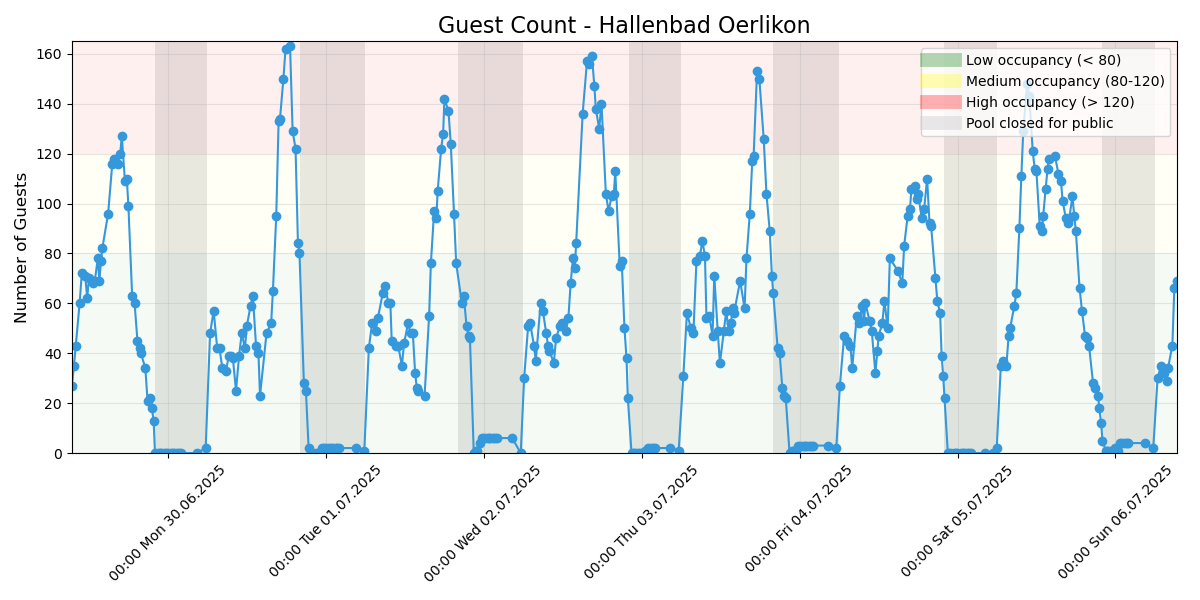 Guest Count - Hallenbad Oerlikon
Number of Guests
160
140
120
100
80
60
40
20
0
Low occupancy (< 80)
Medium occupancy (80-120)
High occupancy (> 120)
Pool closed for public
00:00 Mon 30.06.2025
00:00 Tue 01.07.2025
00:00 Wed 02.07.2025
00:00 Thu 03.07.2025
00:00 Fri 04.07.2025
00:00 Sat 05.07.2025
00:00 Sun 06.07.2025